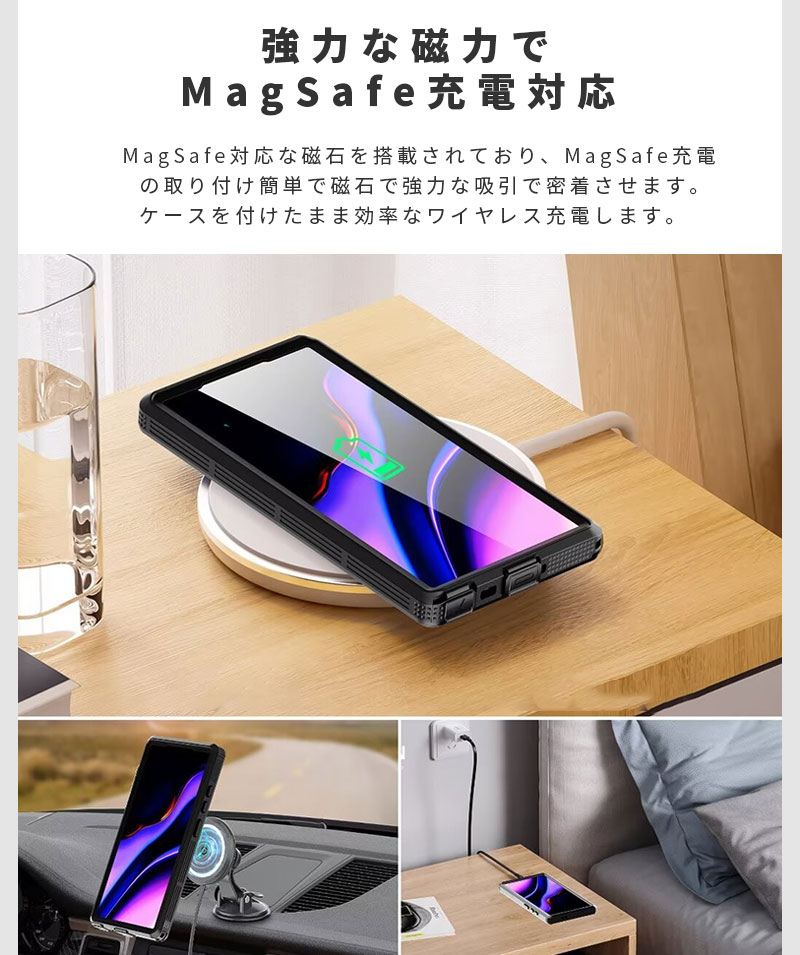 強力な磁力で
MagSafe充電対応
MagSafe対応な磁石を搭載されており、MagSafe充電
の取り付け簡単で磁石で強力な吸引で密着させます。
ケースを付けたまま効率なワイヤレス充電します。